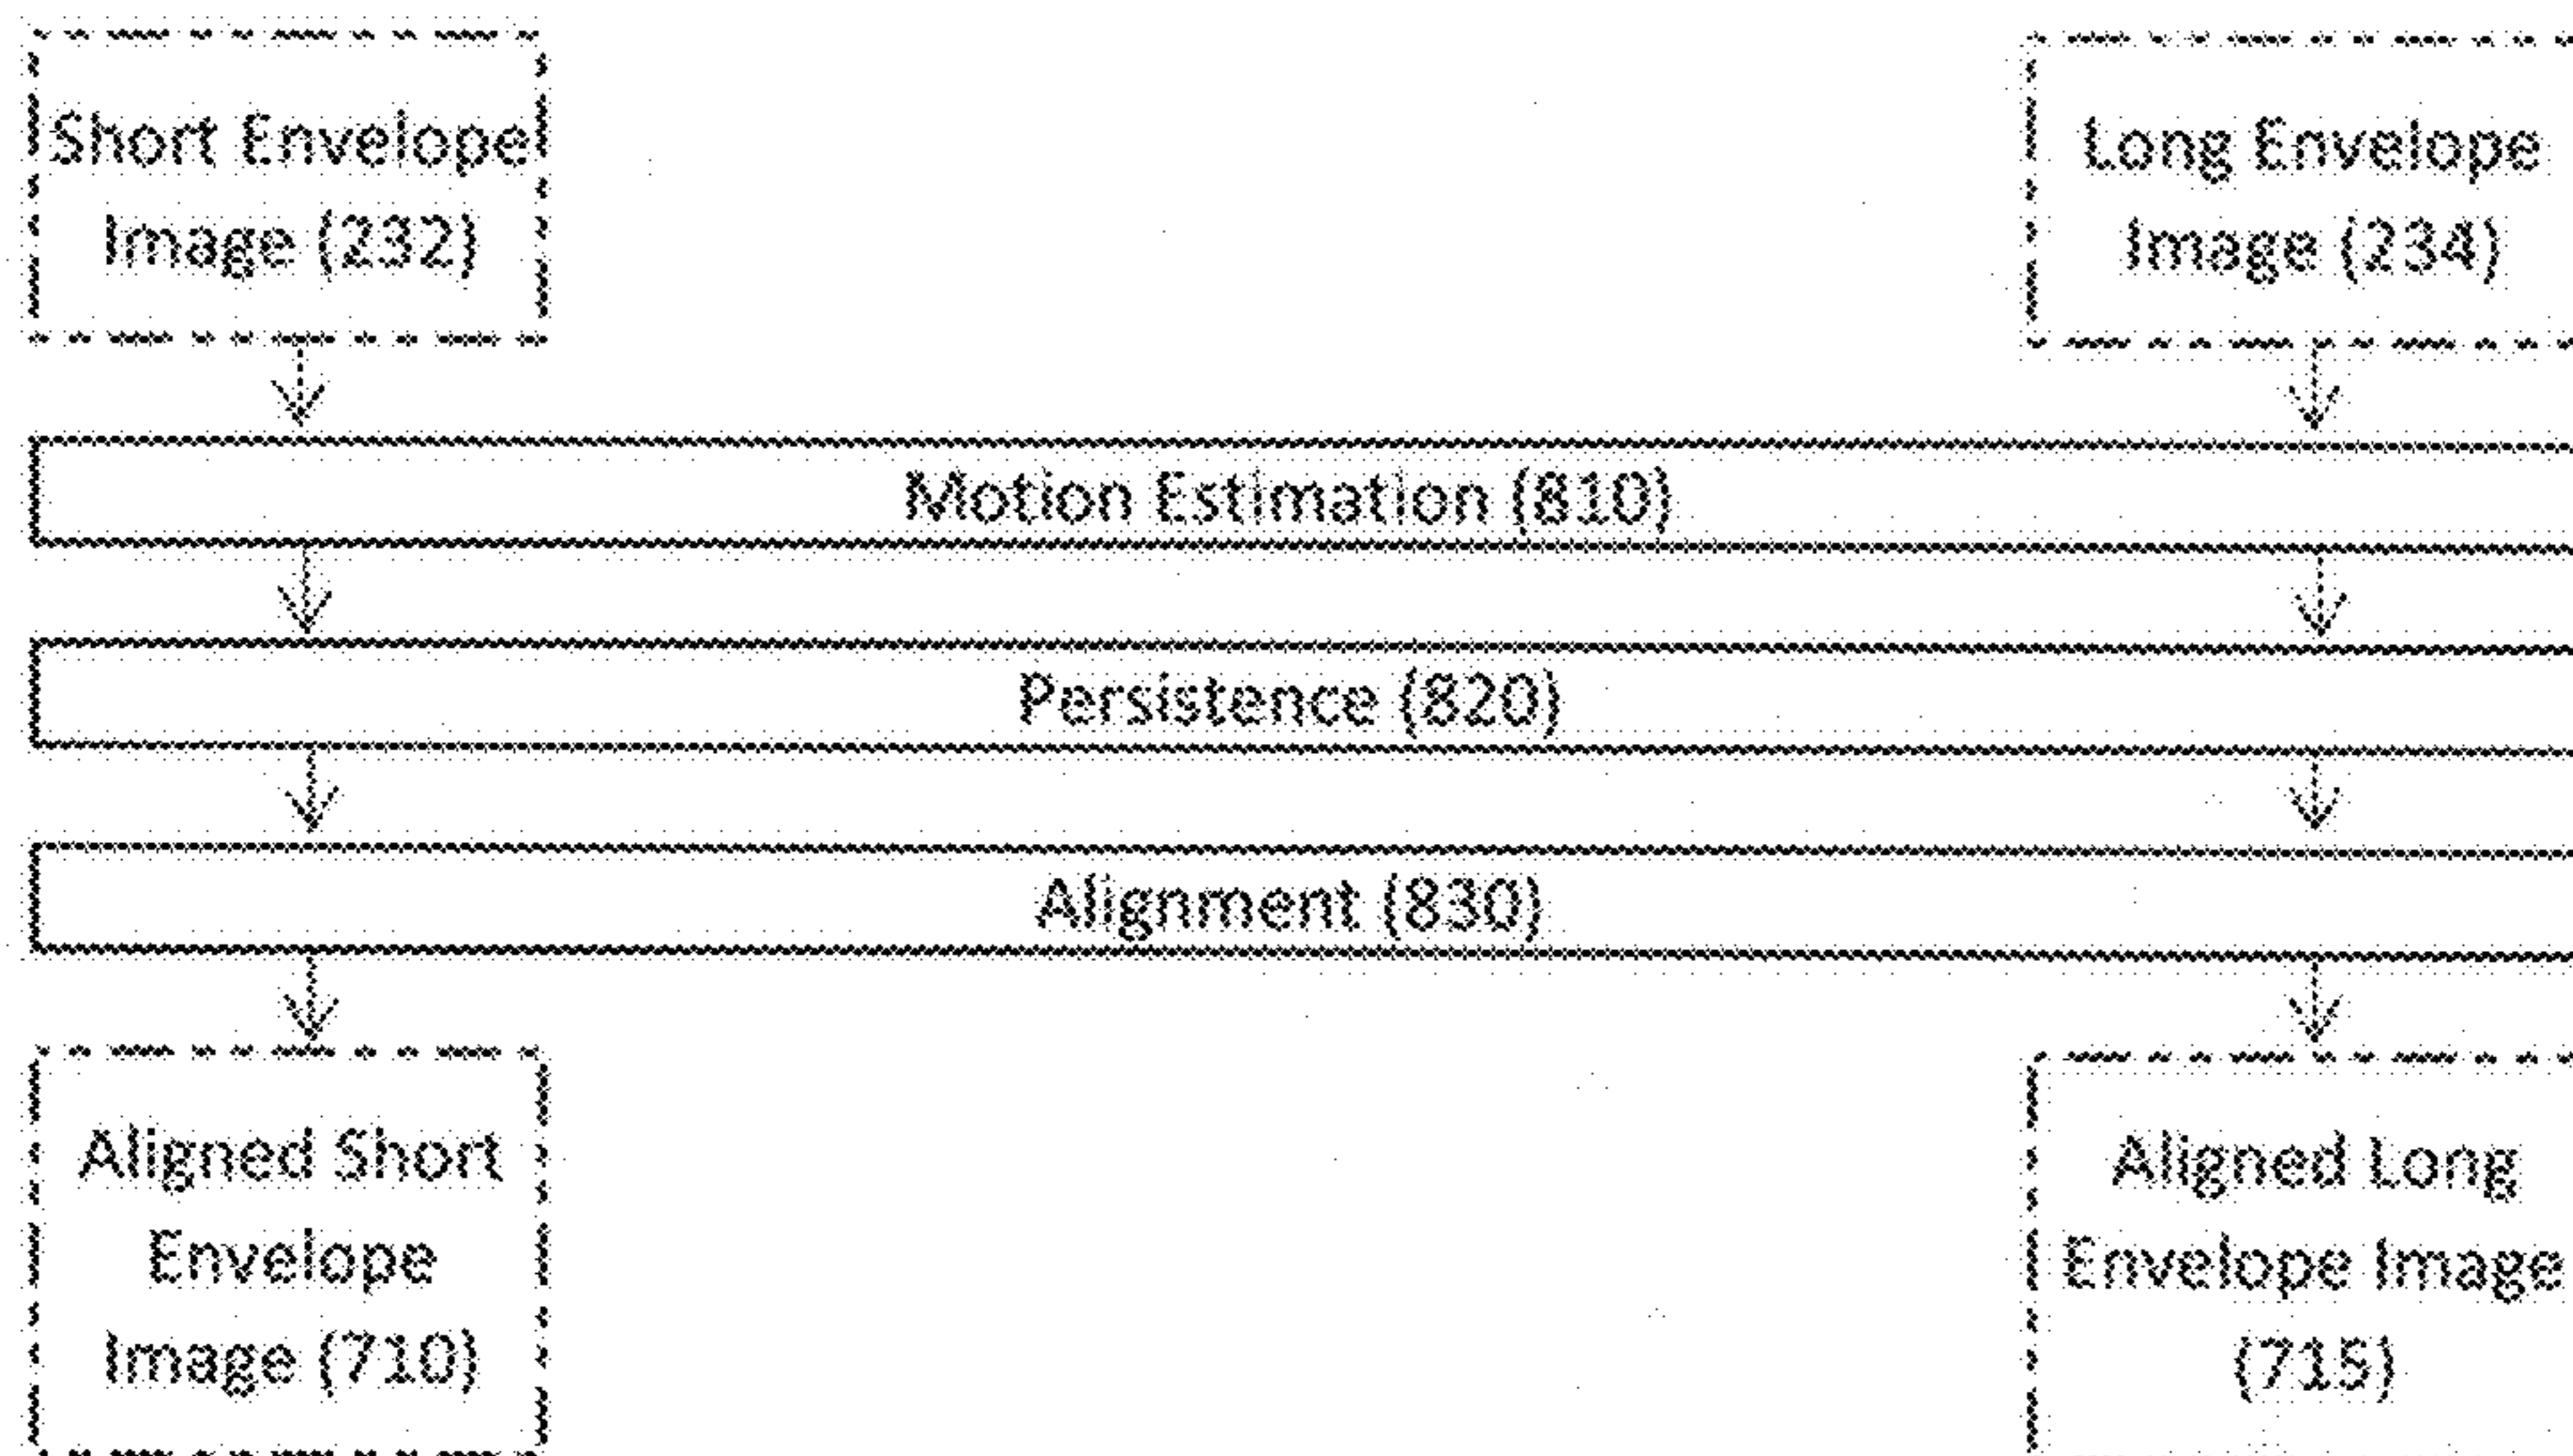 Short Envelope
Image (232)
Long Envelope
Image (234)
Motion Estimation (810)
Persistence (820)
Alignment (830)
Aligned Short
Envelope
Image (710)
Aligned Long
Envelope Image
(715)